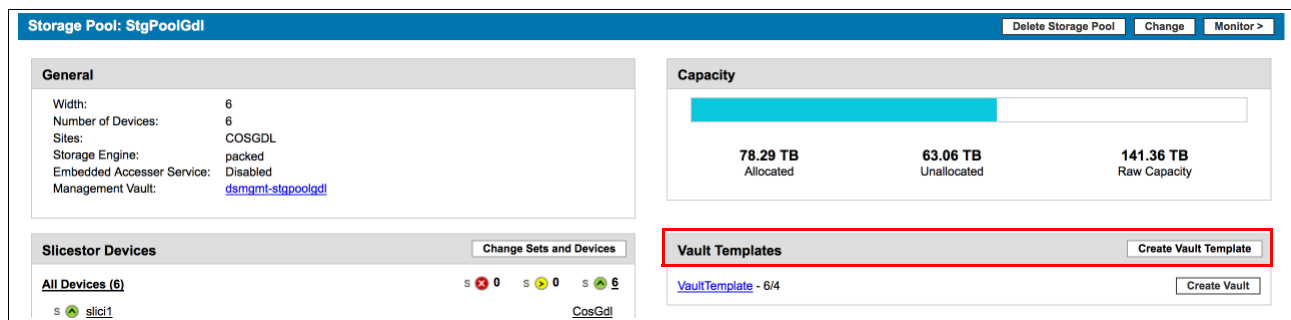 Storage Pool: StgPoolGdl
Delete Storage Pool
Change
Monitor >
General
Width: 6
Number of Devices: 6
Sites: COSGDL
Storage Engine: packed
Embedded Accesser Service: Disabled
Management Vault: dsmgmt-stgpoolgdl
Capacity
78.29 TB 63.06 TB 141.36 TB
Allocated Unallocated Raw Capacity
Slicestor Devices
Change Sets and Devices
All Devices (6) S 0 S 0 S 6
S slici1 CosGdl
Vault Templates
Create Vault Template
VaultTemplate - 6/4
Create Vault